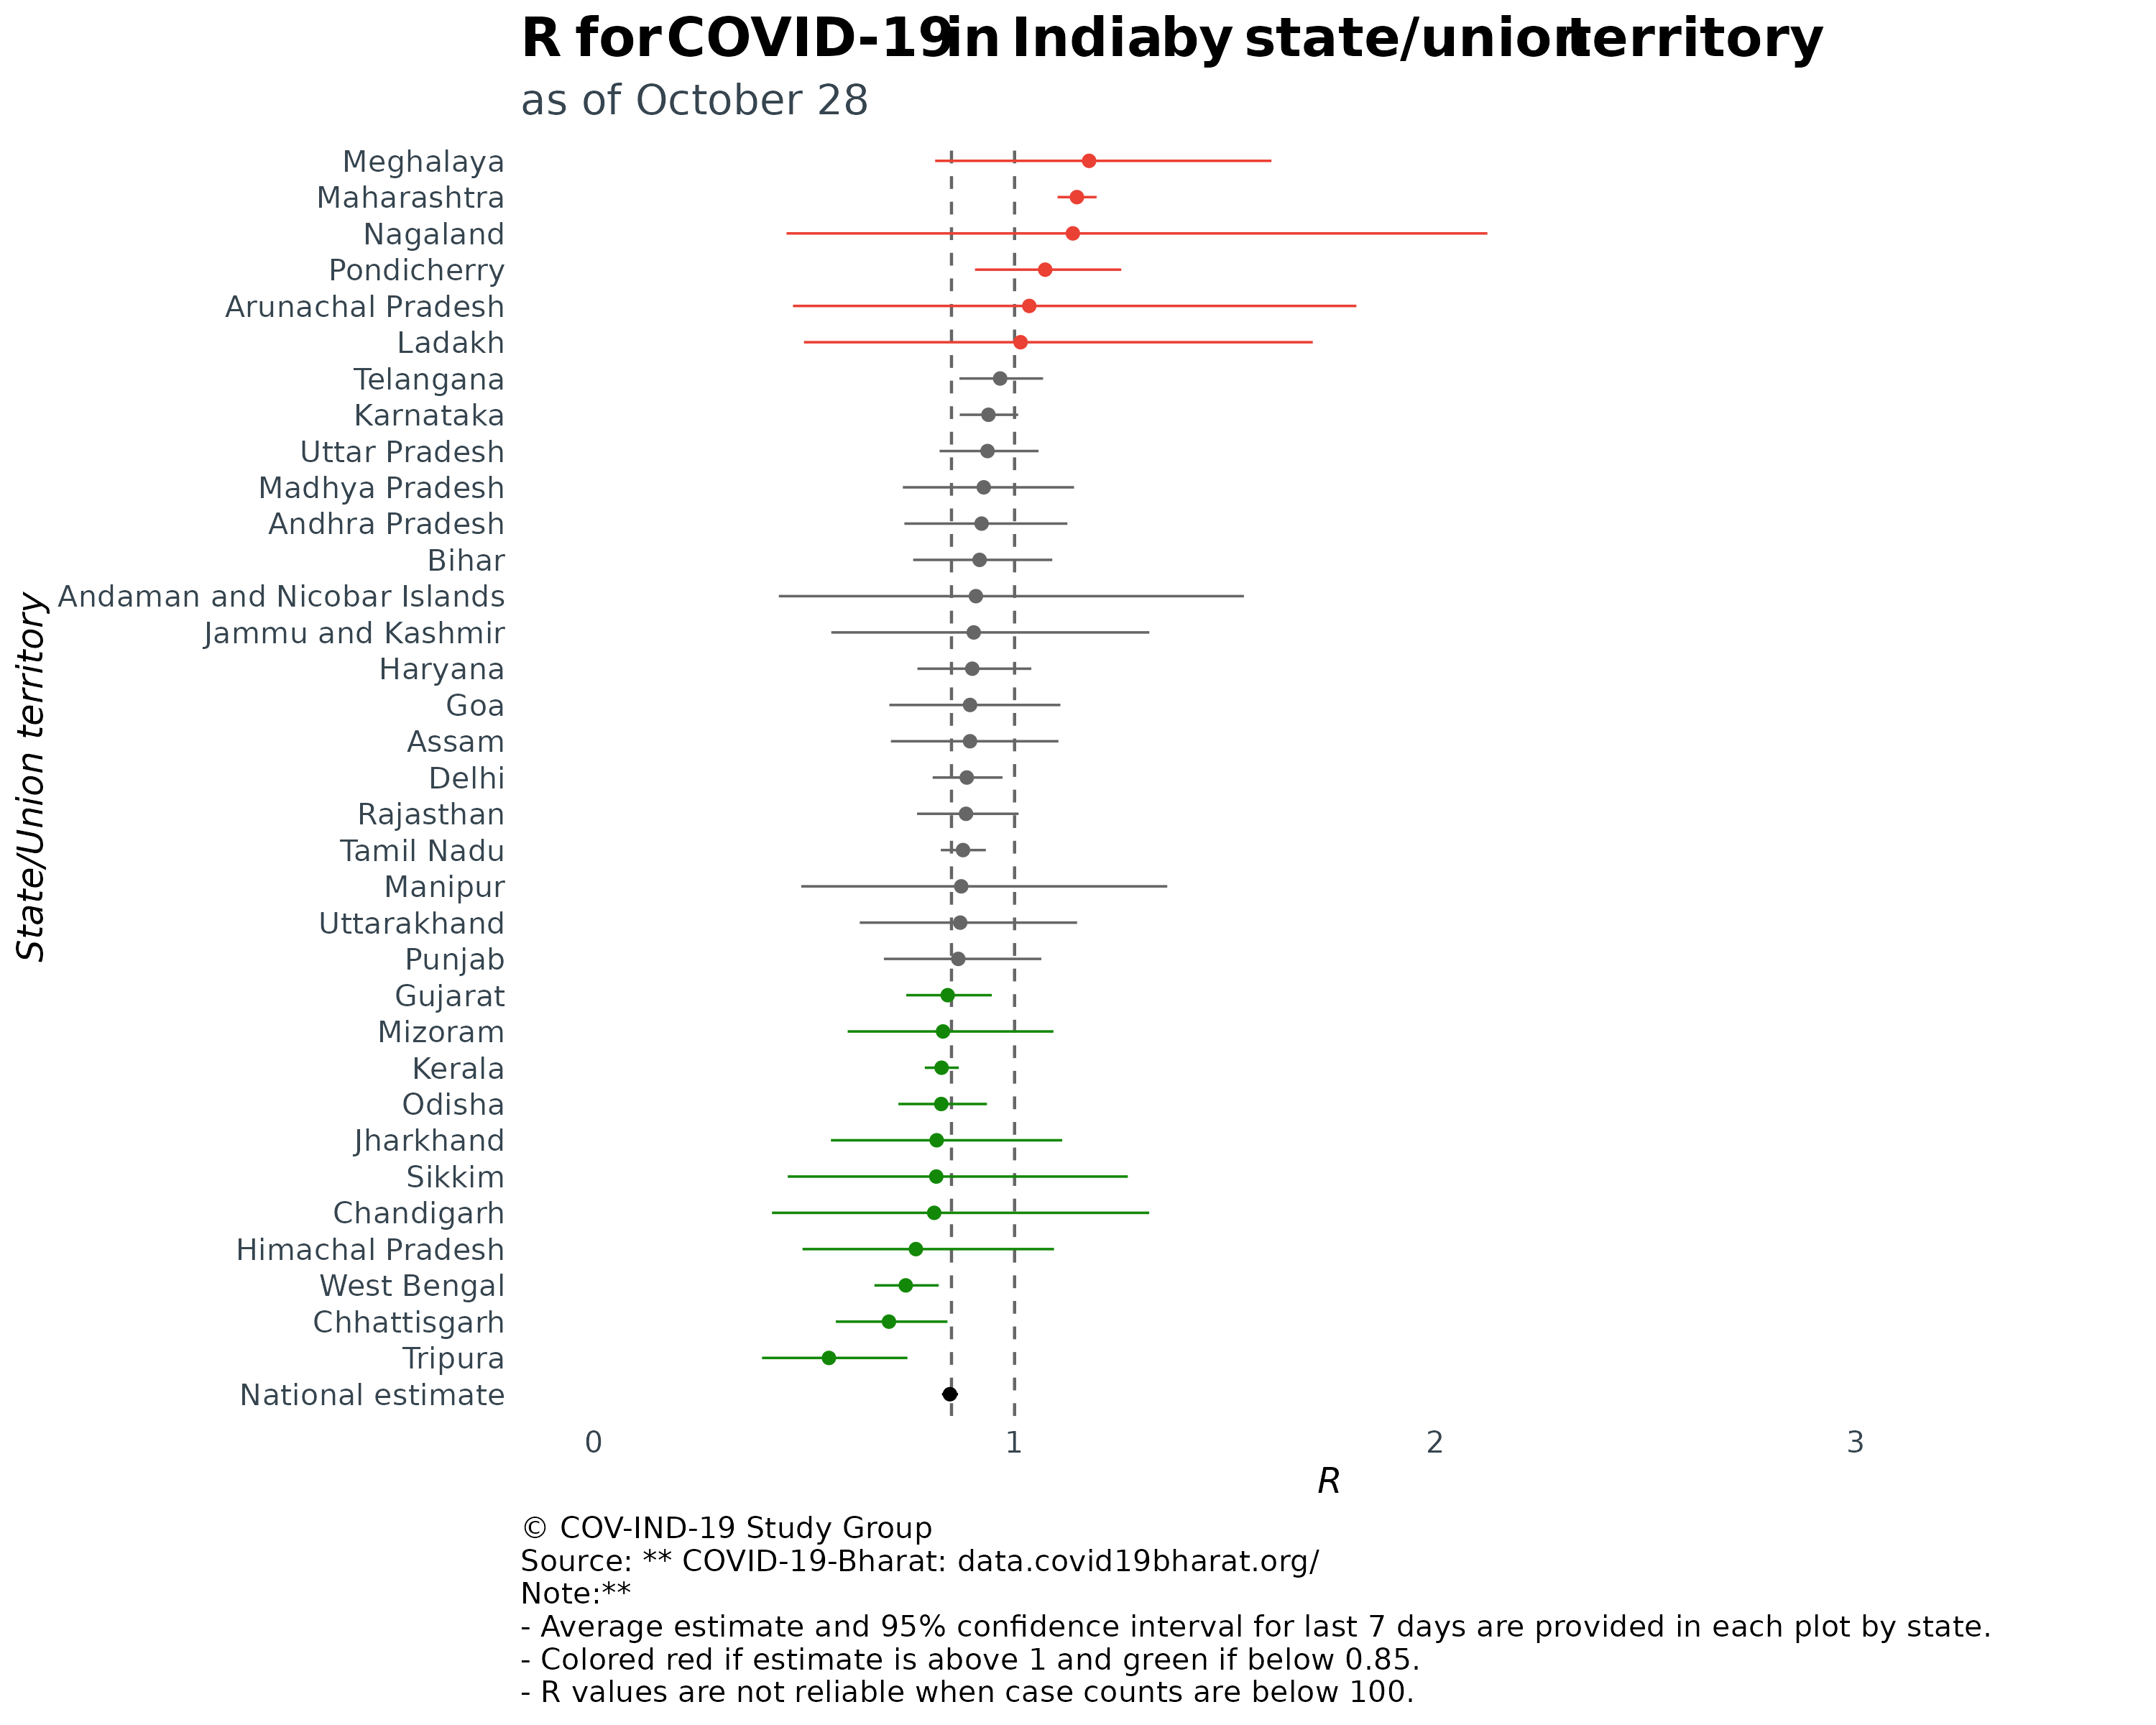 R for COVID-19 in India by state/union territory
as of October 28
Meghalaya
Maharashtra
Nagaland
Pondicherry
Arunachal Pradesh
Ladakh
Telangana
Karnataka
Uttar Pradesh
Madhya Pradesh
Andhra Pradesh
Bihar
Andaman and Nicobar Islands
Jammu and Kashmir
Haryana
Goa
Assam
Delhi
Rajasthan
Tamil Nadu
Manipur
Uttarakhand
Punjab
Gujarat
Mizoram
Kerala
Odisha
Jharkhand
Sikkim
Chandigarh
Himachal Pradesh
West Bengal
Chhattisgarh
Tripura
National estimate
State/Union territory
0 1 2 3
R
© COV-IND-19 Study Group
Source: ** COVID-19-Bharat: data.covid19bharat.org/
Note:**
- Average estimate and 95% confidence interval for last 7 days are provided in each plot by state.
- Colored red if estimate is above 1 and green if below 0.85.
- R values are not reliable when case counts are below 100.